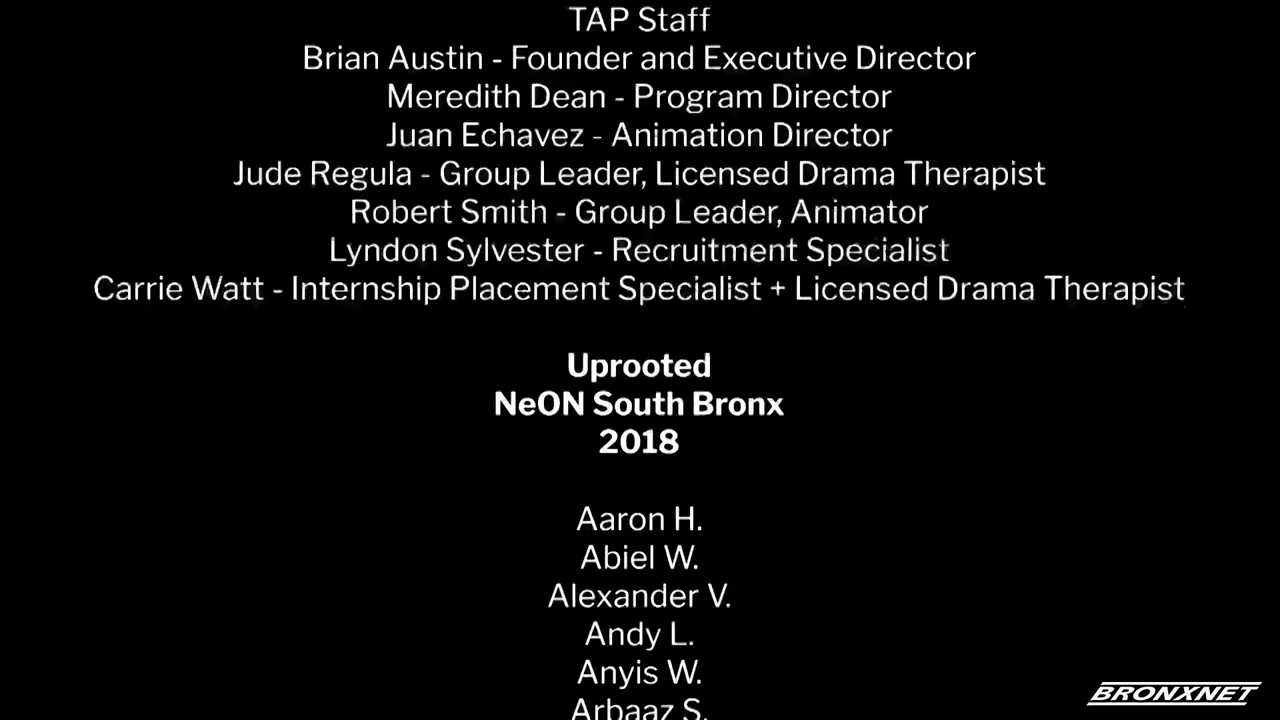 TAP Staff
Brian Austin - Founder and Executive Director
Meredith Dean - Program Director
Juan Echavez - Animation Director
Jude Regula - Group Leader, Licensed Drama Therapist
Robert Smith - Group Leader, Animator
Lyndon Sylvester - Recruitment Specialist
Carrie Watt - Internship Placement Specialist + Licensed Drama Therapist
Uprooted
NeON South Bronx
2018
Aaron H.
Abiel W.
Alexander V.
Andy L.
Anyis W.
Arbaaz S.
BRONXNET